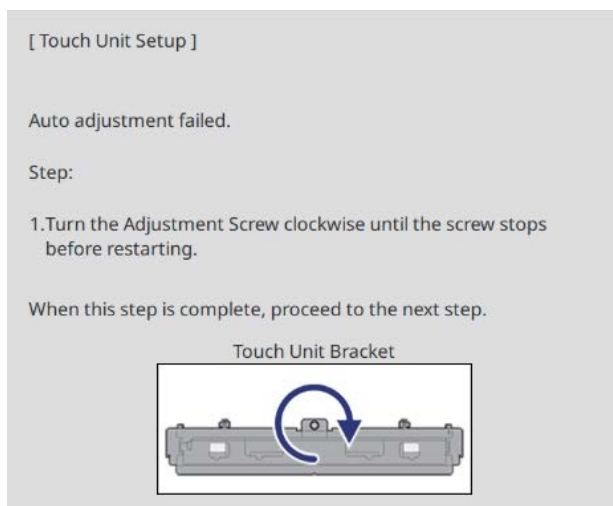 [ Touch Unit Setup ]
Auto adjustment failed.
Step:
1.Turn the Adjustment Screw clockwise until the screw stops
before restarting.
When this step is complete, proceed to the next step.
Touch Unit Bracket